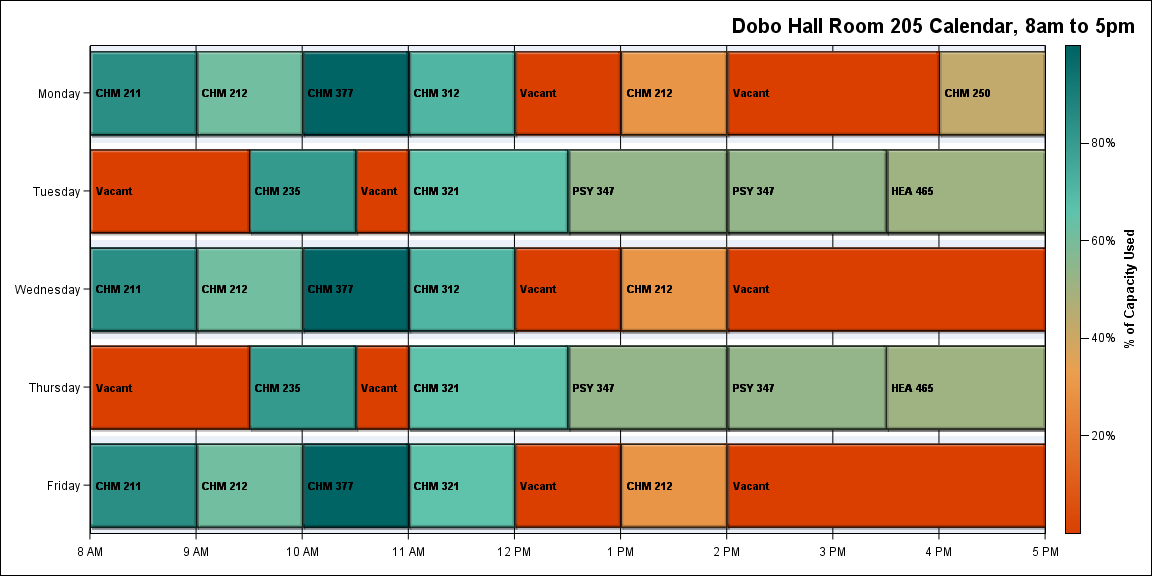 Dobo Hall Room 205 Calendar, 8am to 5pm
Monday CHM 211 CHM 212 CHM 377 CHM 312 Vacant CHM 212 Vacant CHM 250
80%
Tuesday Vacant CHM 235 Vacant CHM 321 PSY 347 PSY 347 HEA 465
60%
Wednesday CHM 211 CHM 212 CHM 377 CHM 312 Vacant CHM 212 Vacant
% of Capacity Used
40%
Thursday Vacant CHM 235 Vacant CHM 321 PSY 347 PSY 347 HEA 465
20%
Friday CHM 211 CHM 212 CHM 377 CHM 321 Vacant CHM 212 Vacant
8 AM 9 AM 10 AM 11 AM 12 PM 1 PM 2 PM 3 PM 4 PM 5 PM